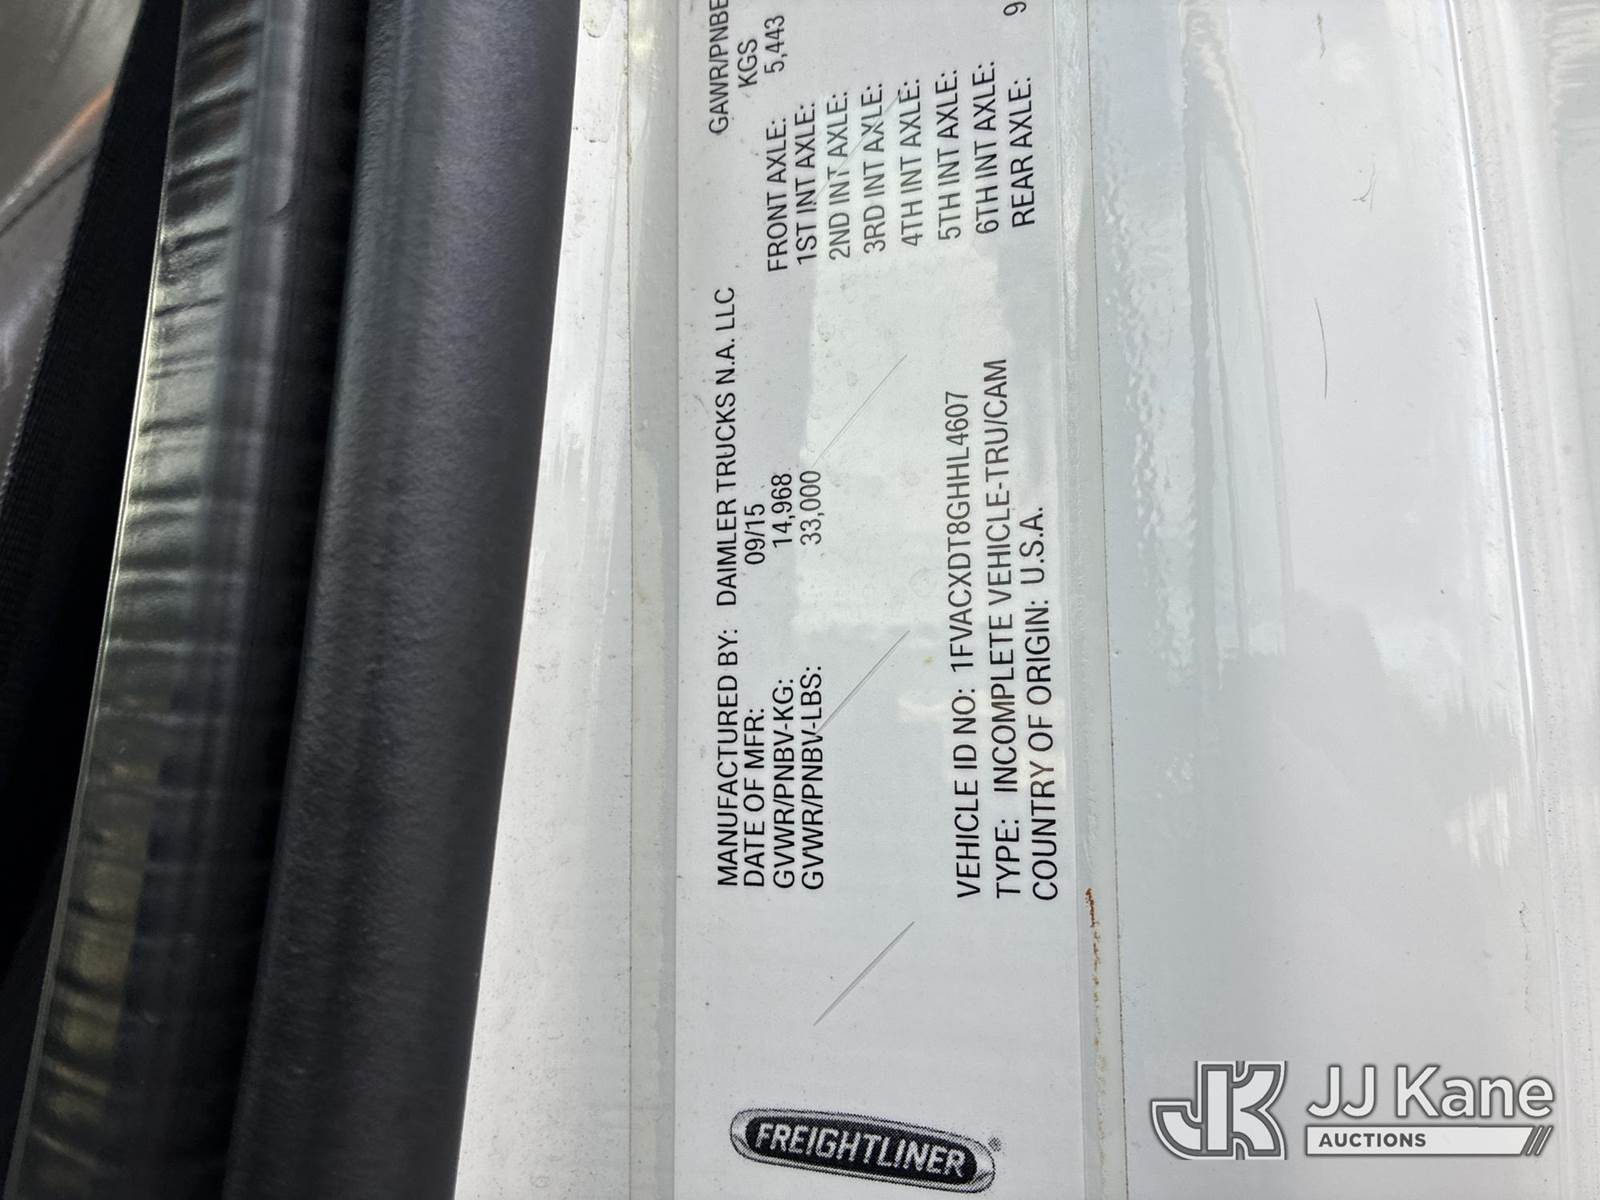 FREIGHTLINER®
MANUFACTURED BY: DAIMLER TRUCKS N.A. LLC
DATE OF MFR: 09/15
GVWR/PNBV-KG: 14,968
GVWR/PNBV-LBS: 33,000
VEHICLE ID NO: 1FVACXDT8GHHL4607
TYPE: INCOMPLETE VEHICLE-TRU/CAM
COUNTRY OF ORIGIN: U.S.A.
GAWR/PNBE
KGS
FRONT AXLE: 5,443
1ST INT AXLE:
2ND INT AXLE:
3RD INT AXLE:
4TH INT AXLE:
5TH INT AXLE:
6TH INT AXLE:
REAR AXLE: 9
JK JJ Kane
AUCTIONS